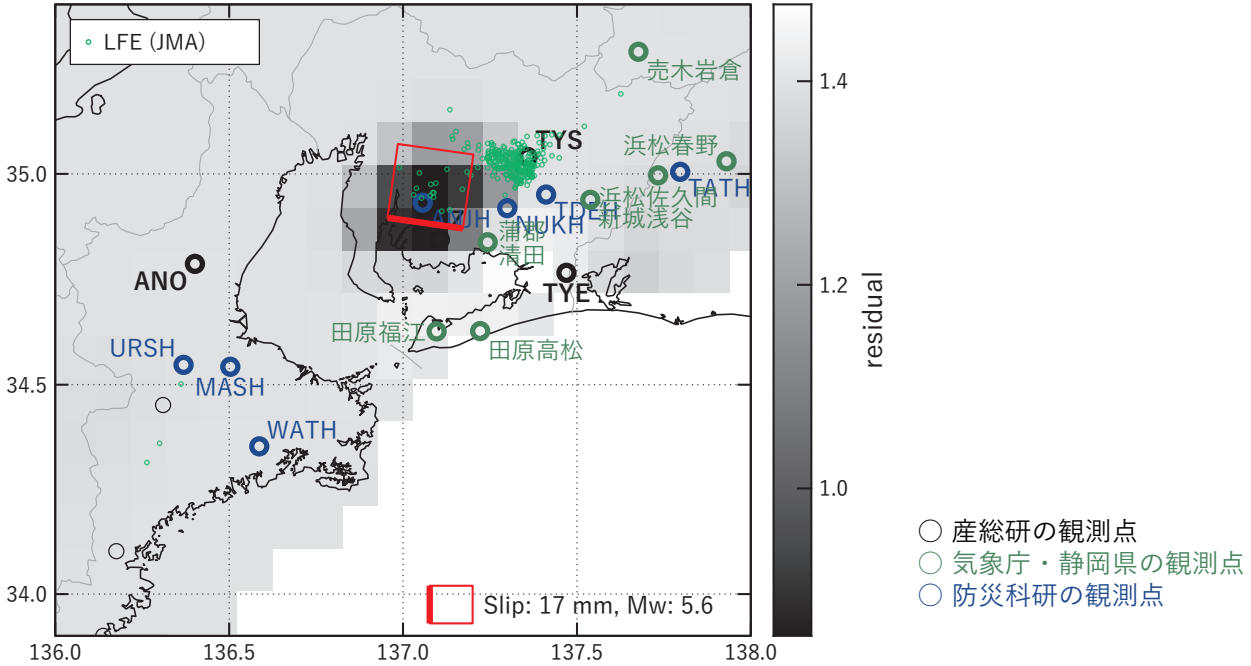 LFE (JMA)
売木岩倉
TYS
浜松春野
TATH
浜松佐久間
TDEH
新城浅谷
NUKH
ANJH
蒲郡
清田
ANO
TYE
田原福江
田原高松
URSH
MASH
WATH
Slip: 17 mm, Mw: 5.6
35.0
34.5
34.0
136.0
136.5
137.0
137.5
138.0
1.4
1.2
1.0
residual
産総研の観測点
気象庁・静岡県の観測点
防災科研の観測点